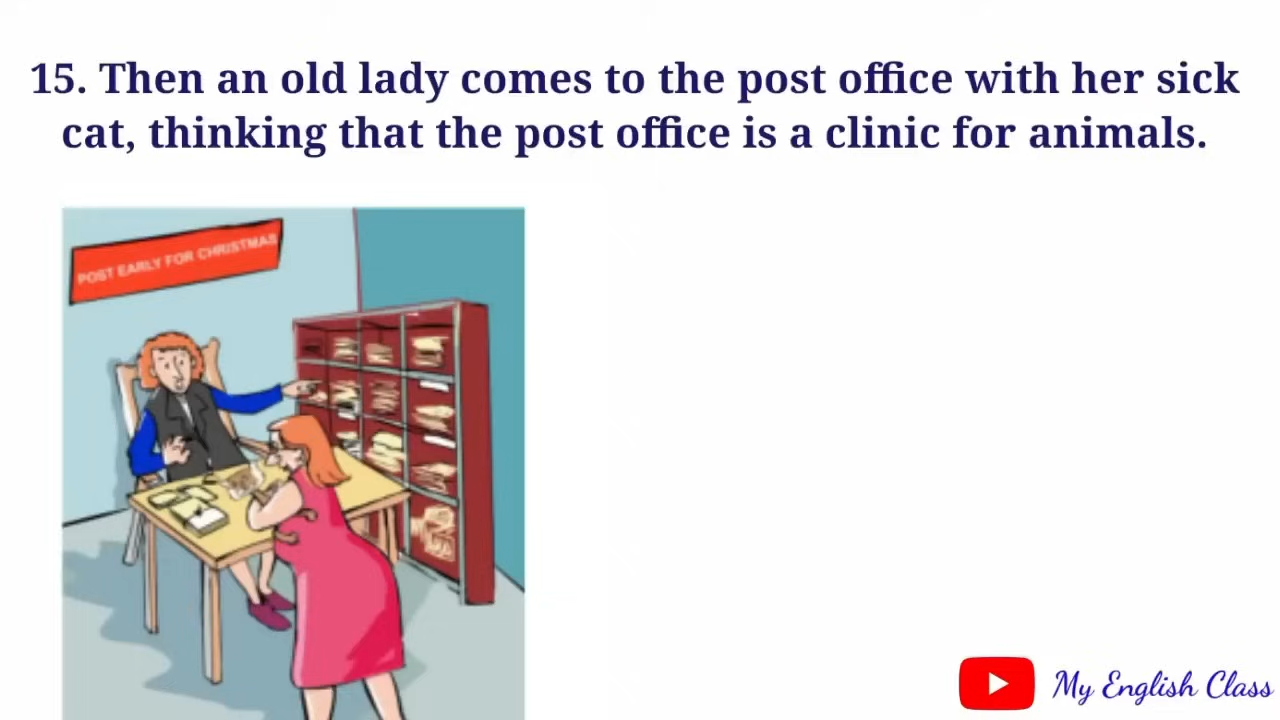 15. Then an old lady comes to the post office with her sick
cat, thinking that the post office is a clinic for animals.
POST EARLY FOR CHRISTMAS
My English Class